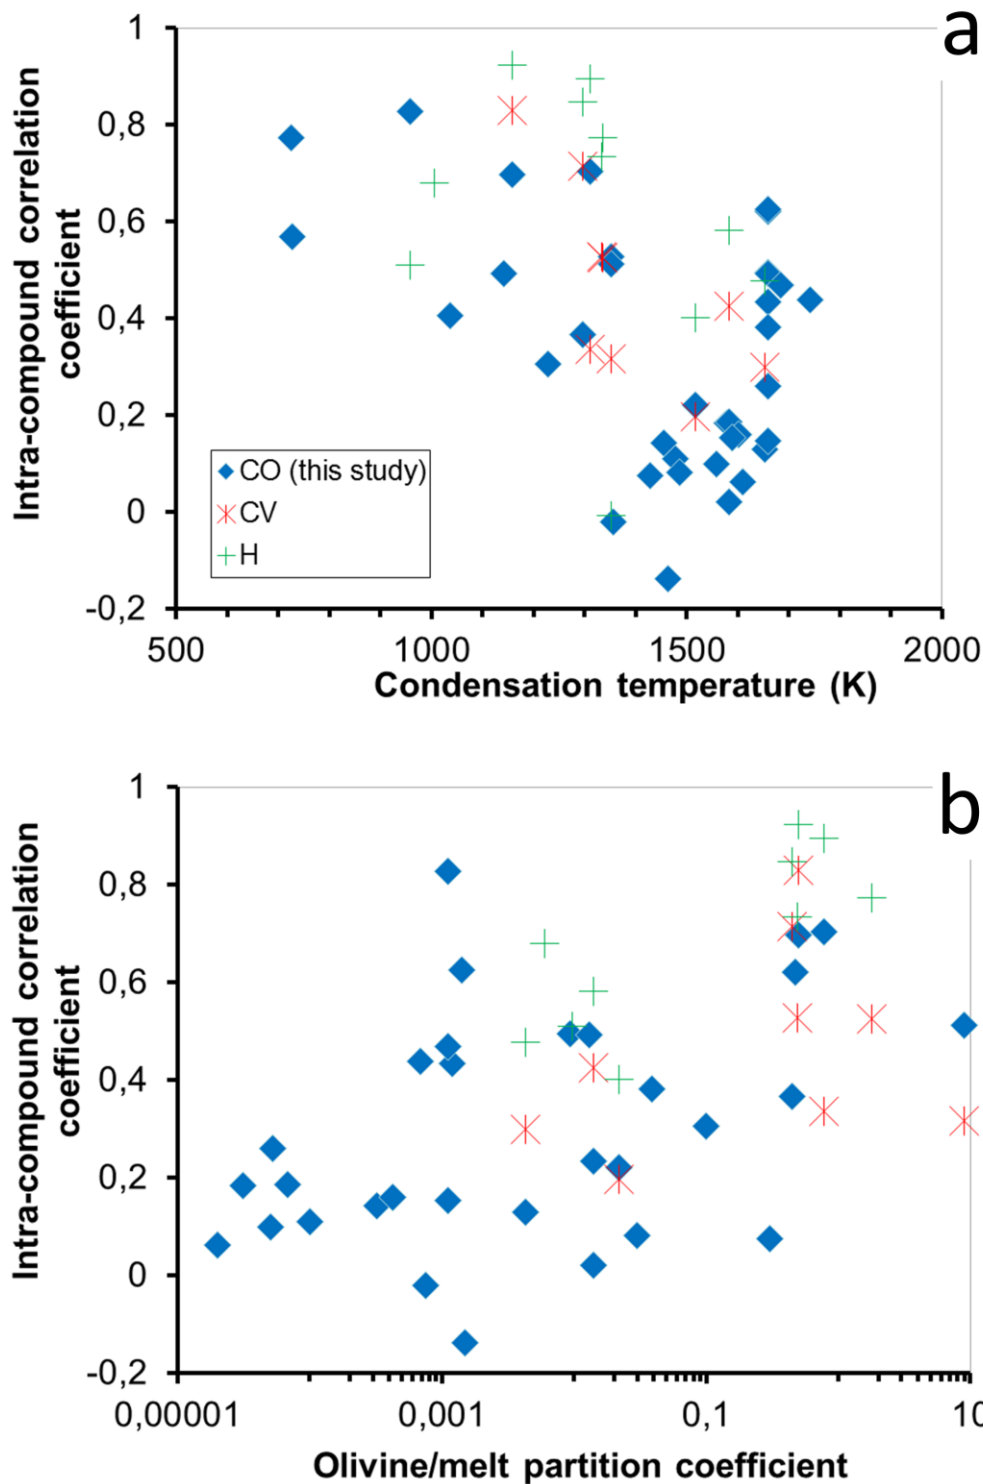 a
1
0,8
0,6
0,4
0,2
0
-0,2
Intra-compound correlation
coefficient
CO (this study)
CV
H
500 1000 1500 2000
Condensation temperature (K)
b
1
0,8
0,6
0,4
0,2
0
-0,2
Intra-compound correlation
coefficient
0,00001 0,001 0,1 10
Olivine/melt partition coefficient